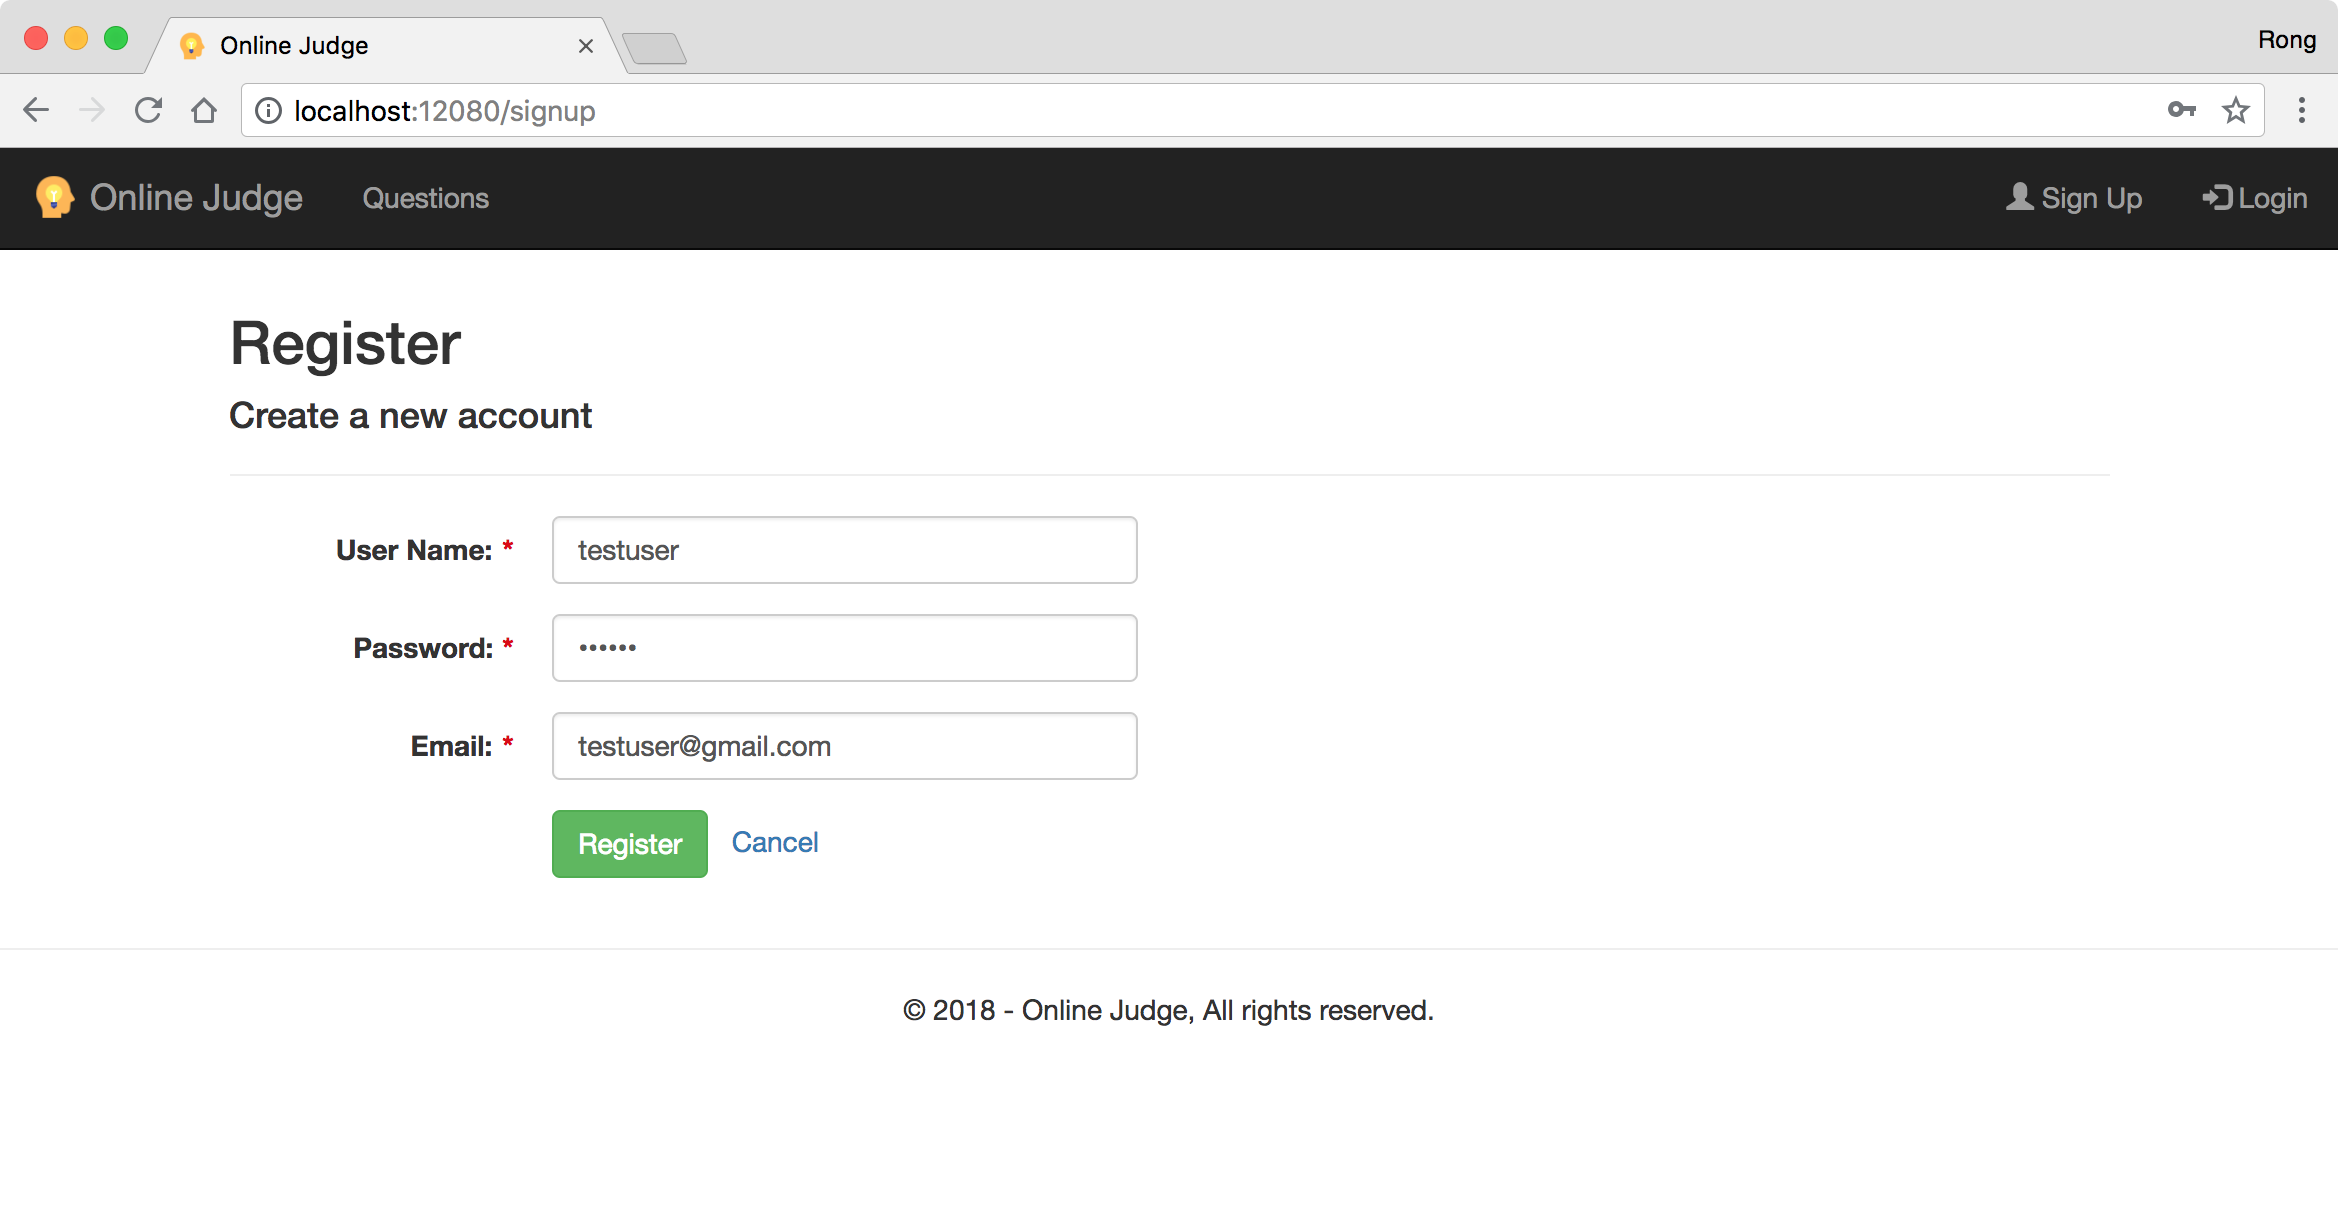 Online Judge
Rong
localhost:12080/signup
Online Judge Questions Sign Up Login
Register
Create a new account
User Name: * testuser
Password: * ••••••
Email: * testuser@gmail.com
Register Cancel
© 2018 - Online Judge, All rights reserved.